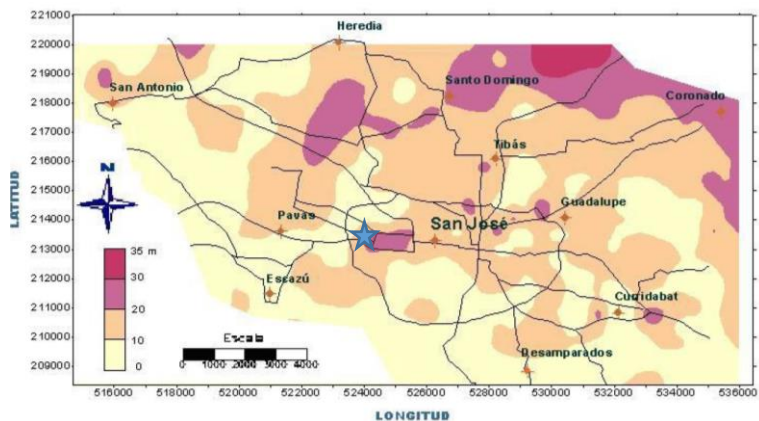 220000
219000
218000
217000
216000
215000
214000
213000
212000
211000
210000
209000
LATITUD
Heredia
San Antonio
Santo Domingo
Coronado
Tibás
N
Guadalupe
Pavas
San José
35 m
30
20
10
0
Escazú
Curridabat
Escala
0 1000 2000 3000 4000
Desamparados
516000 518000 520000 522000 524000 526000 528000 530000 532000 534000 536000
LONGITUD